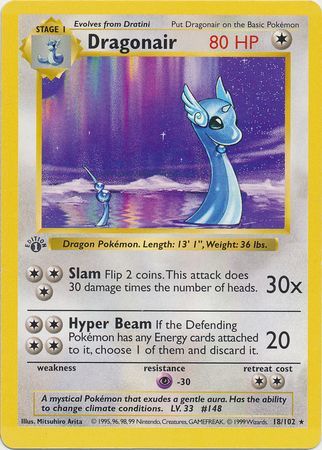 STAGE 1
Evolves from Dratini
Put Dragonair on the Basic Pokémon
Dragonair
80 HP
EDITION
1
Dragon Pokémon. Length: 13' 1", Weight: 36 lbs.
Slam Flip 2 coins. This attack does
30 damage times the number of heads.
30x
Hyper Beam If the Defending
Pokémon has any Energy cards attached
to it, choose 1 of them and discard it.
20
weakness
resistance
retreat cost
-30
A mystical Pokémon that exudes a gentle aura. Has the ability
to change climate conditions. LV. 33 #148
Illus. Mitsuhiro Arita
© 1995, 96, 98, 99 Nintendo, Creatures, GAMEFREAK. © 1999 Wizards.
18/102 ★